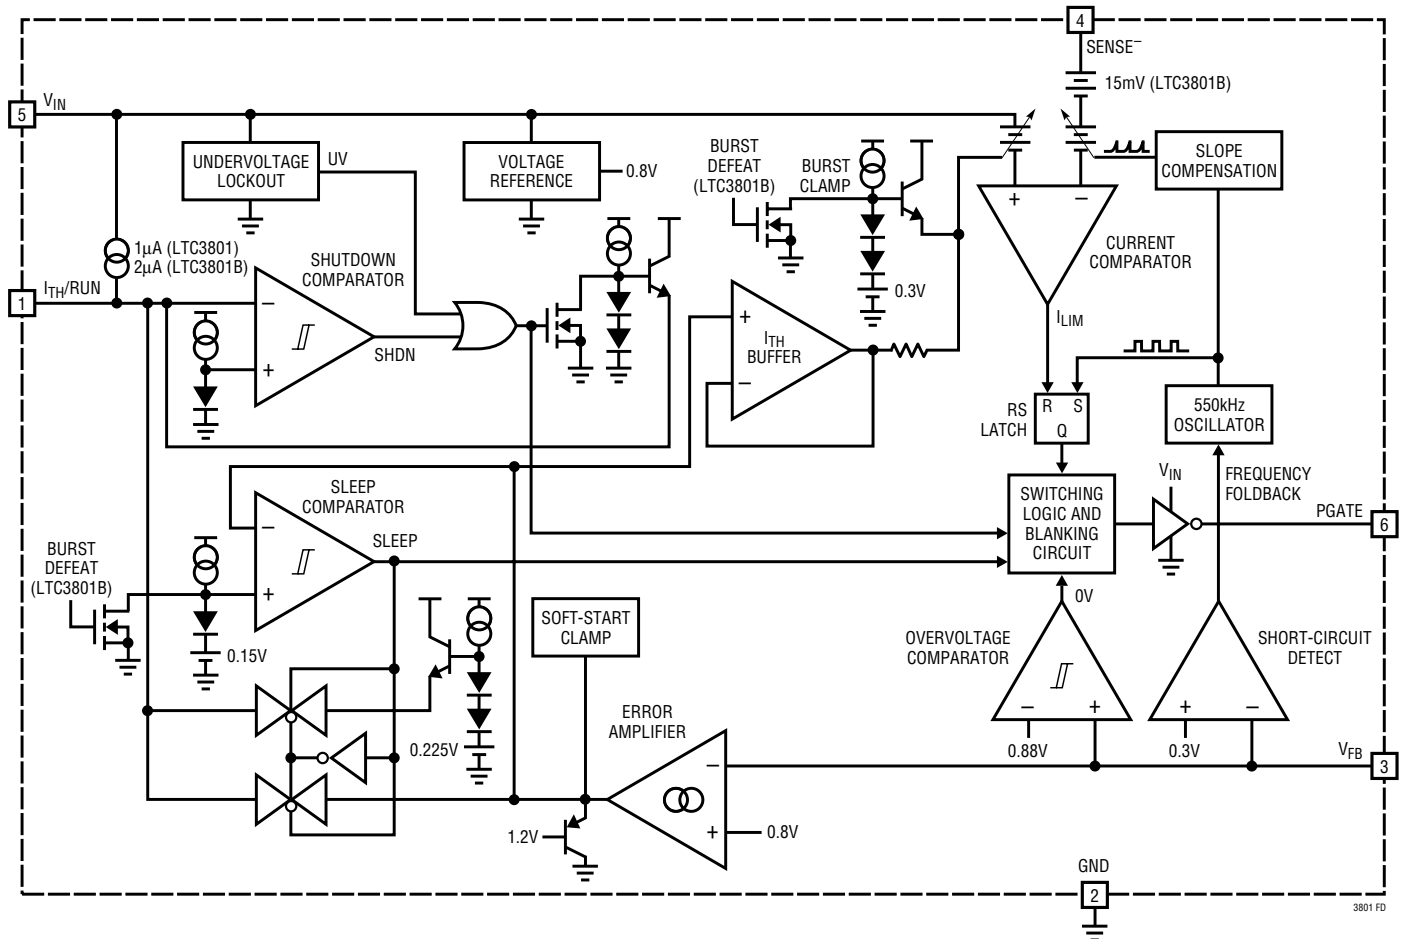 4
SENSE–
15mV (LTC3801B)
5
VIN
UNDERVOLTAGE
LOCKOUT
UV
VOLTAGE
REFERENCE
0.8V
BURST
DEFEAT
(LTC3801B)
BURST
CLAMP
SLOPE
COMPENSATION
+
–
CURRENT
COMPARATOR
1µA (LTC3801)
2µA (LTC3801B)
SHUTDOWN
COMPARATOR
1
ITH/RUN
–
+
SHDN
0.3V
+
ITH
BUFFER
–
ILIM
RS
LATCH
R S
Q
550kHz
OSCILLATOR
FREQUENCY
FOLDBACK
SLEEP
COMPARATOR
–
+
SLEEP
BURST
DEFEAT
(LTC3801B)
0.15V
SWITCHING
LOGIC AND
BLANKING
CIRCUIT
VIN
PGATE
6
0V
SOFT-START
CLAMP
OVERVOLTAGE
COMPARATOR
– +
0.88V
SHORT-CIRCUIT
DETECT
+ –
0.3V
0.225V
ERROR
AMPLIFIER
–
+
0.8V
1.2V
VFB
3
GND
2
3801 FD